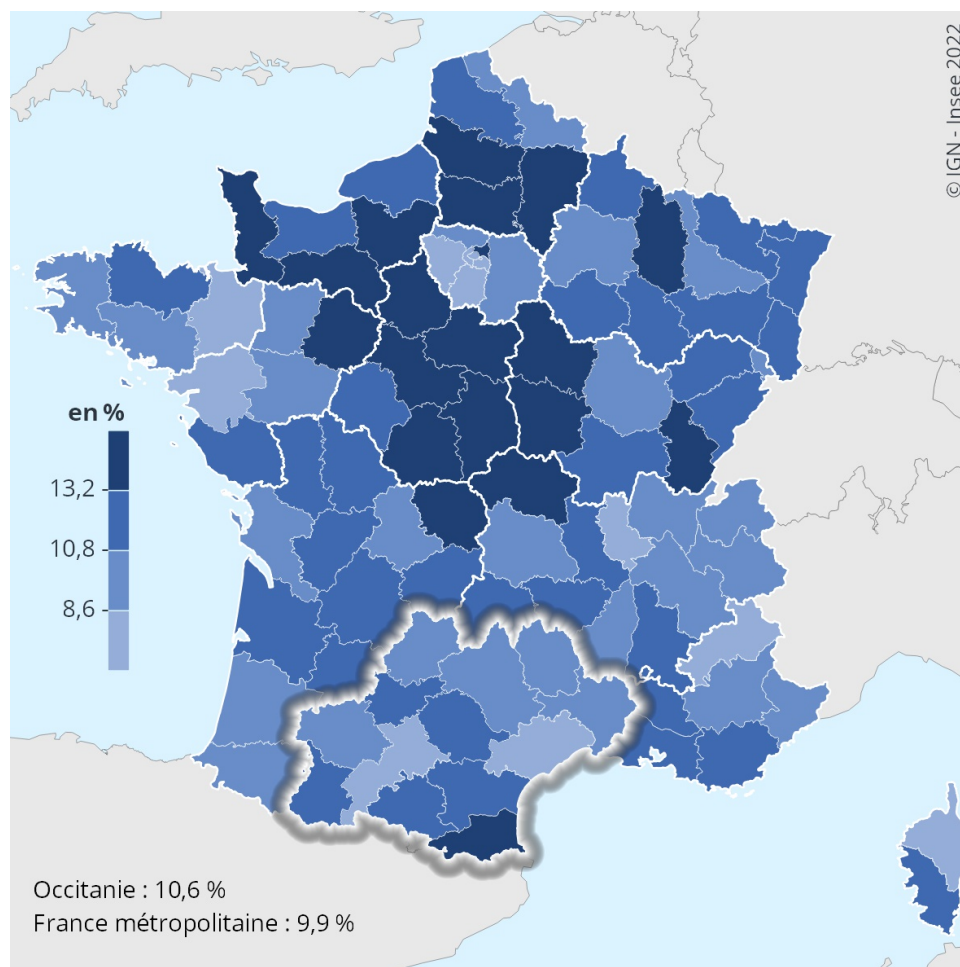 © IGN - Insee 2022
en %
13,2
10,8
8,6
Occitanie : 10,6 %
France métropolitaine : 9,9 %